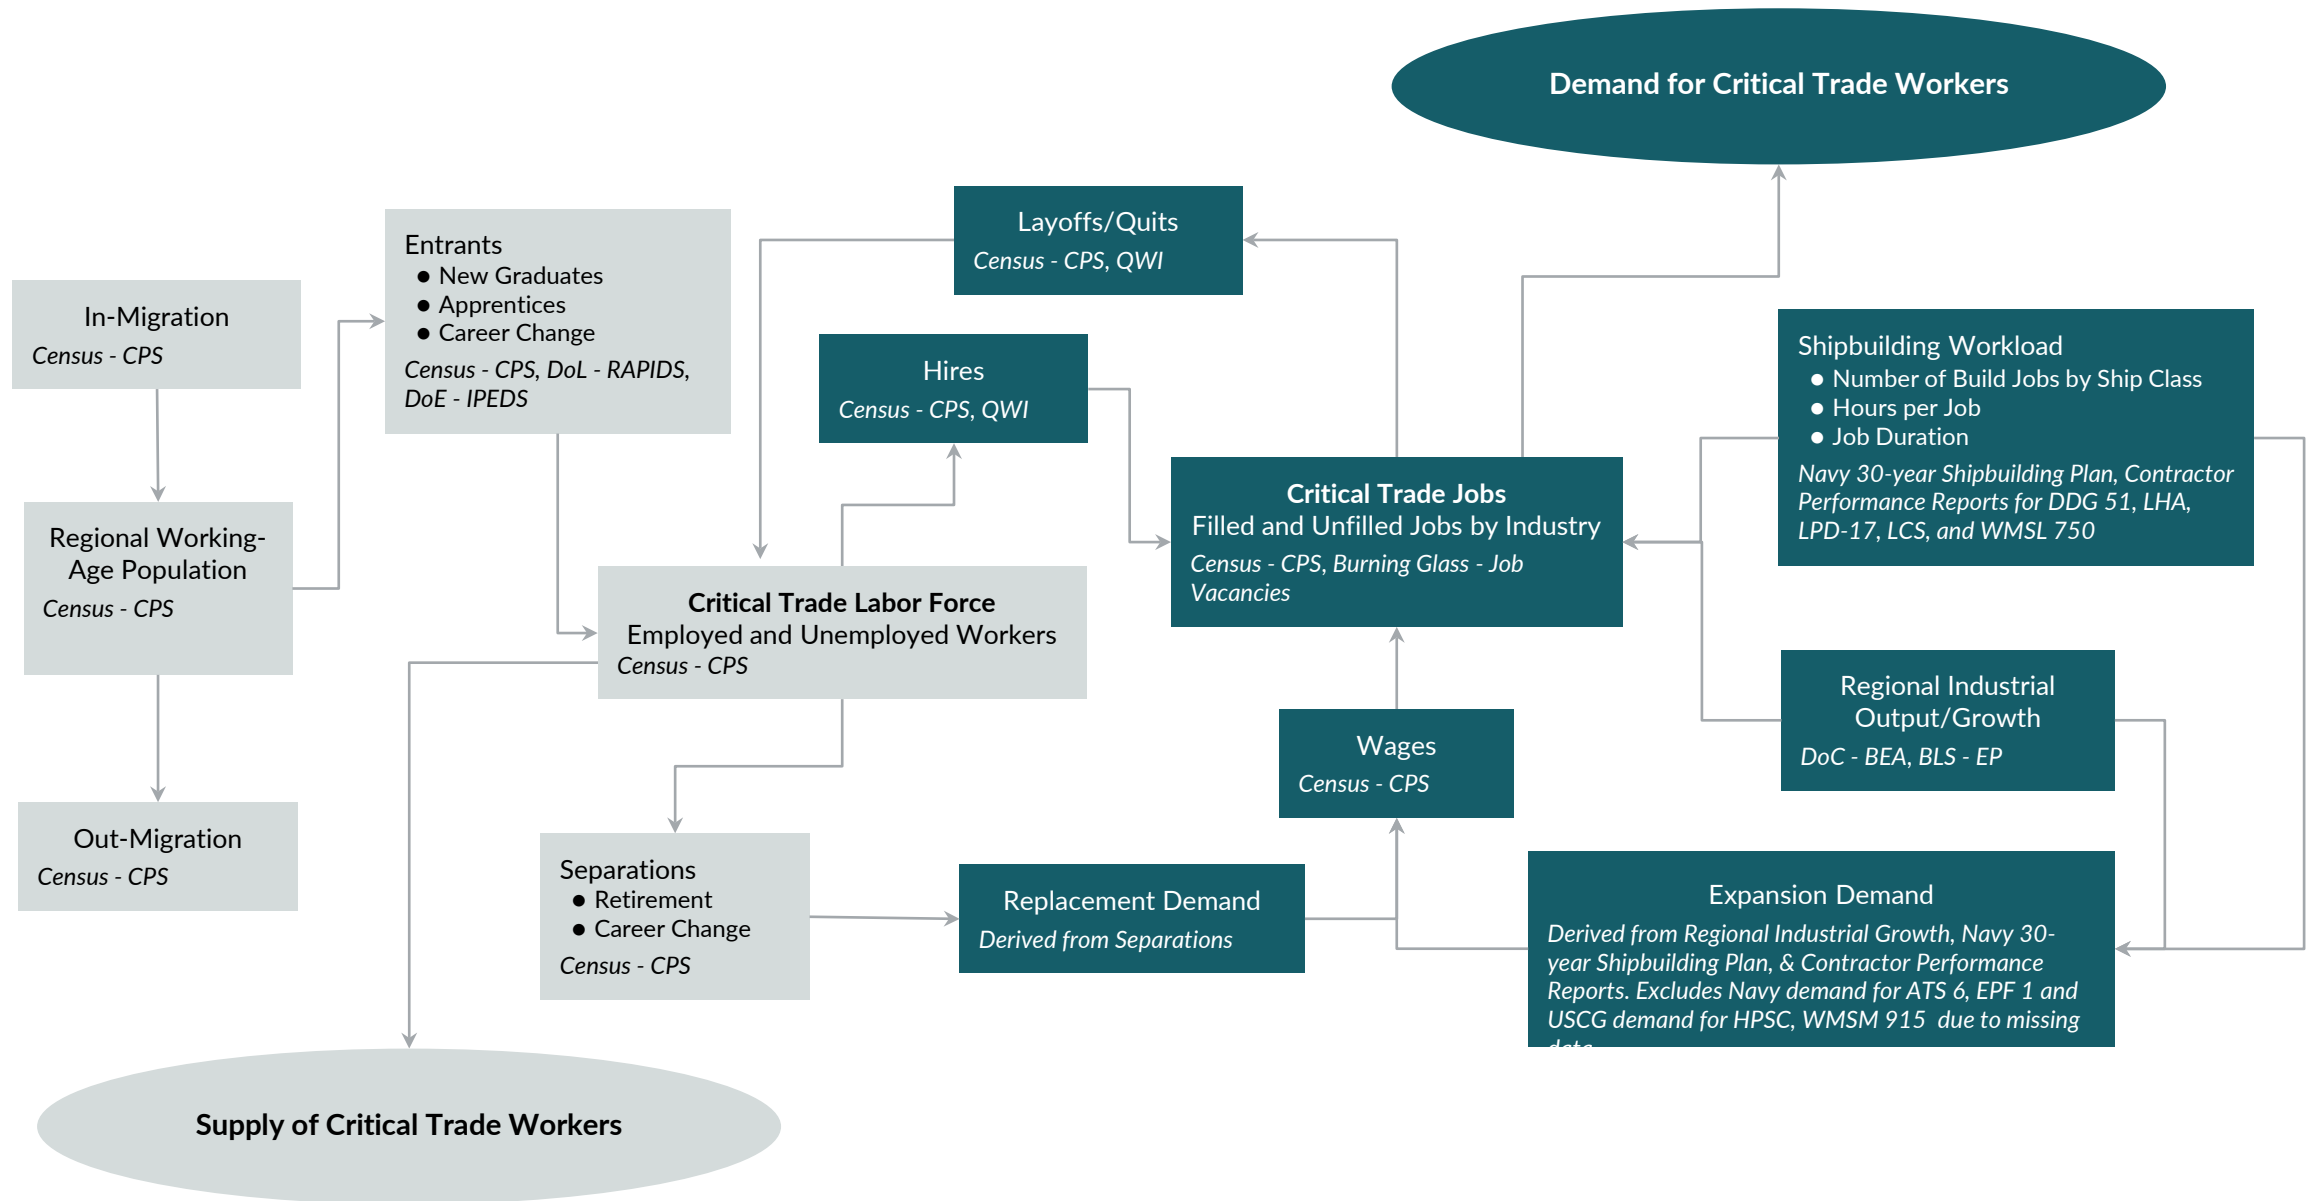 Demand for Critical Trade Workers
Layoffs/Quits
Census - CPS, QWI
Entrants
● New Graduates
● Apprentices
● Career Change
Census - CPS, DoL - RAPIDS,
DoE - IPEDS
In-Migration
Census - CPS
Hires
Census - CPS, QWI
Shipbuilding Workload
● Number of Build Jobs by Ship Class
● Hours per Job
● Job Duration
Navy 30-year Shipbuilding Plan, Contractor
Performance Reports for DDG 51, LHA,
LPD-17, LCS, and WMSL 750
Critical Trade Jobs
Filled and Unfilled Jobs by Industry
Census - CPS, Burning Glass - Job
Vacancies
Regional Working-
Age Population
Census - CPS
Critical Trade Labor Force
Employed and Unemployed Workers
Census - CPS
Regional Industrial
Output/Growth
DoC - BEA, BLS - EP
Wages
Census - CPS
Out-Migration
Census - CPS
Separations
● Retirement
● Career Change
Census - CPS
Replacement Demand
Derived from Separations
Expansion Demand
Derived from Regional Industrial Growth, Navy 30-
year Shipbuilding Plan, & Contractor Performance
Reports. Excludes Navy demand for ATS 6, EPF 1 and
USCG demand for HPSC, WMSM 915 due to missing
data
Supply of Critical Trade Workers